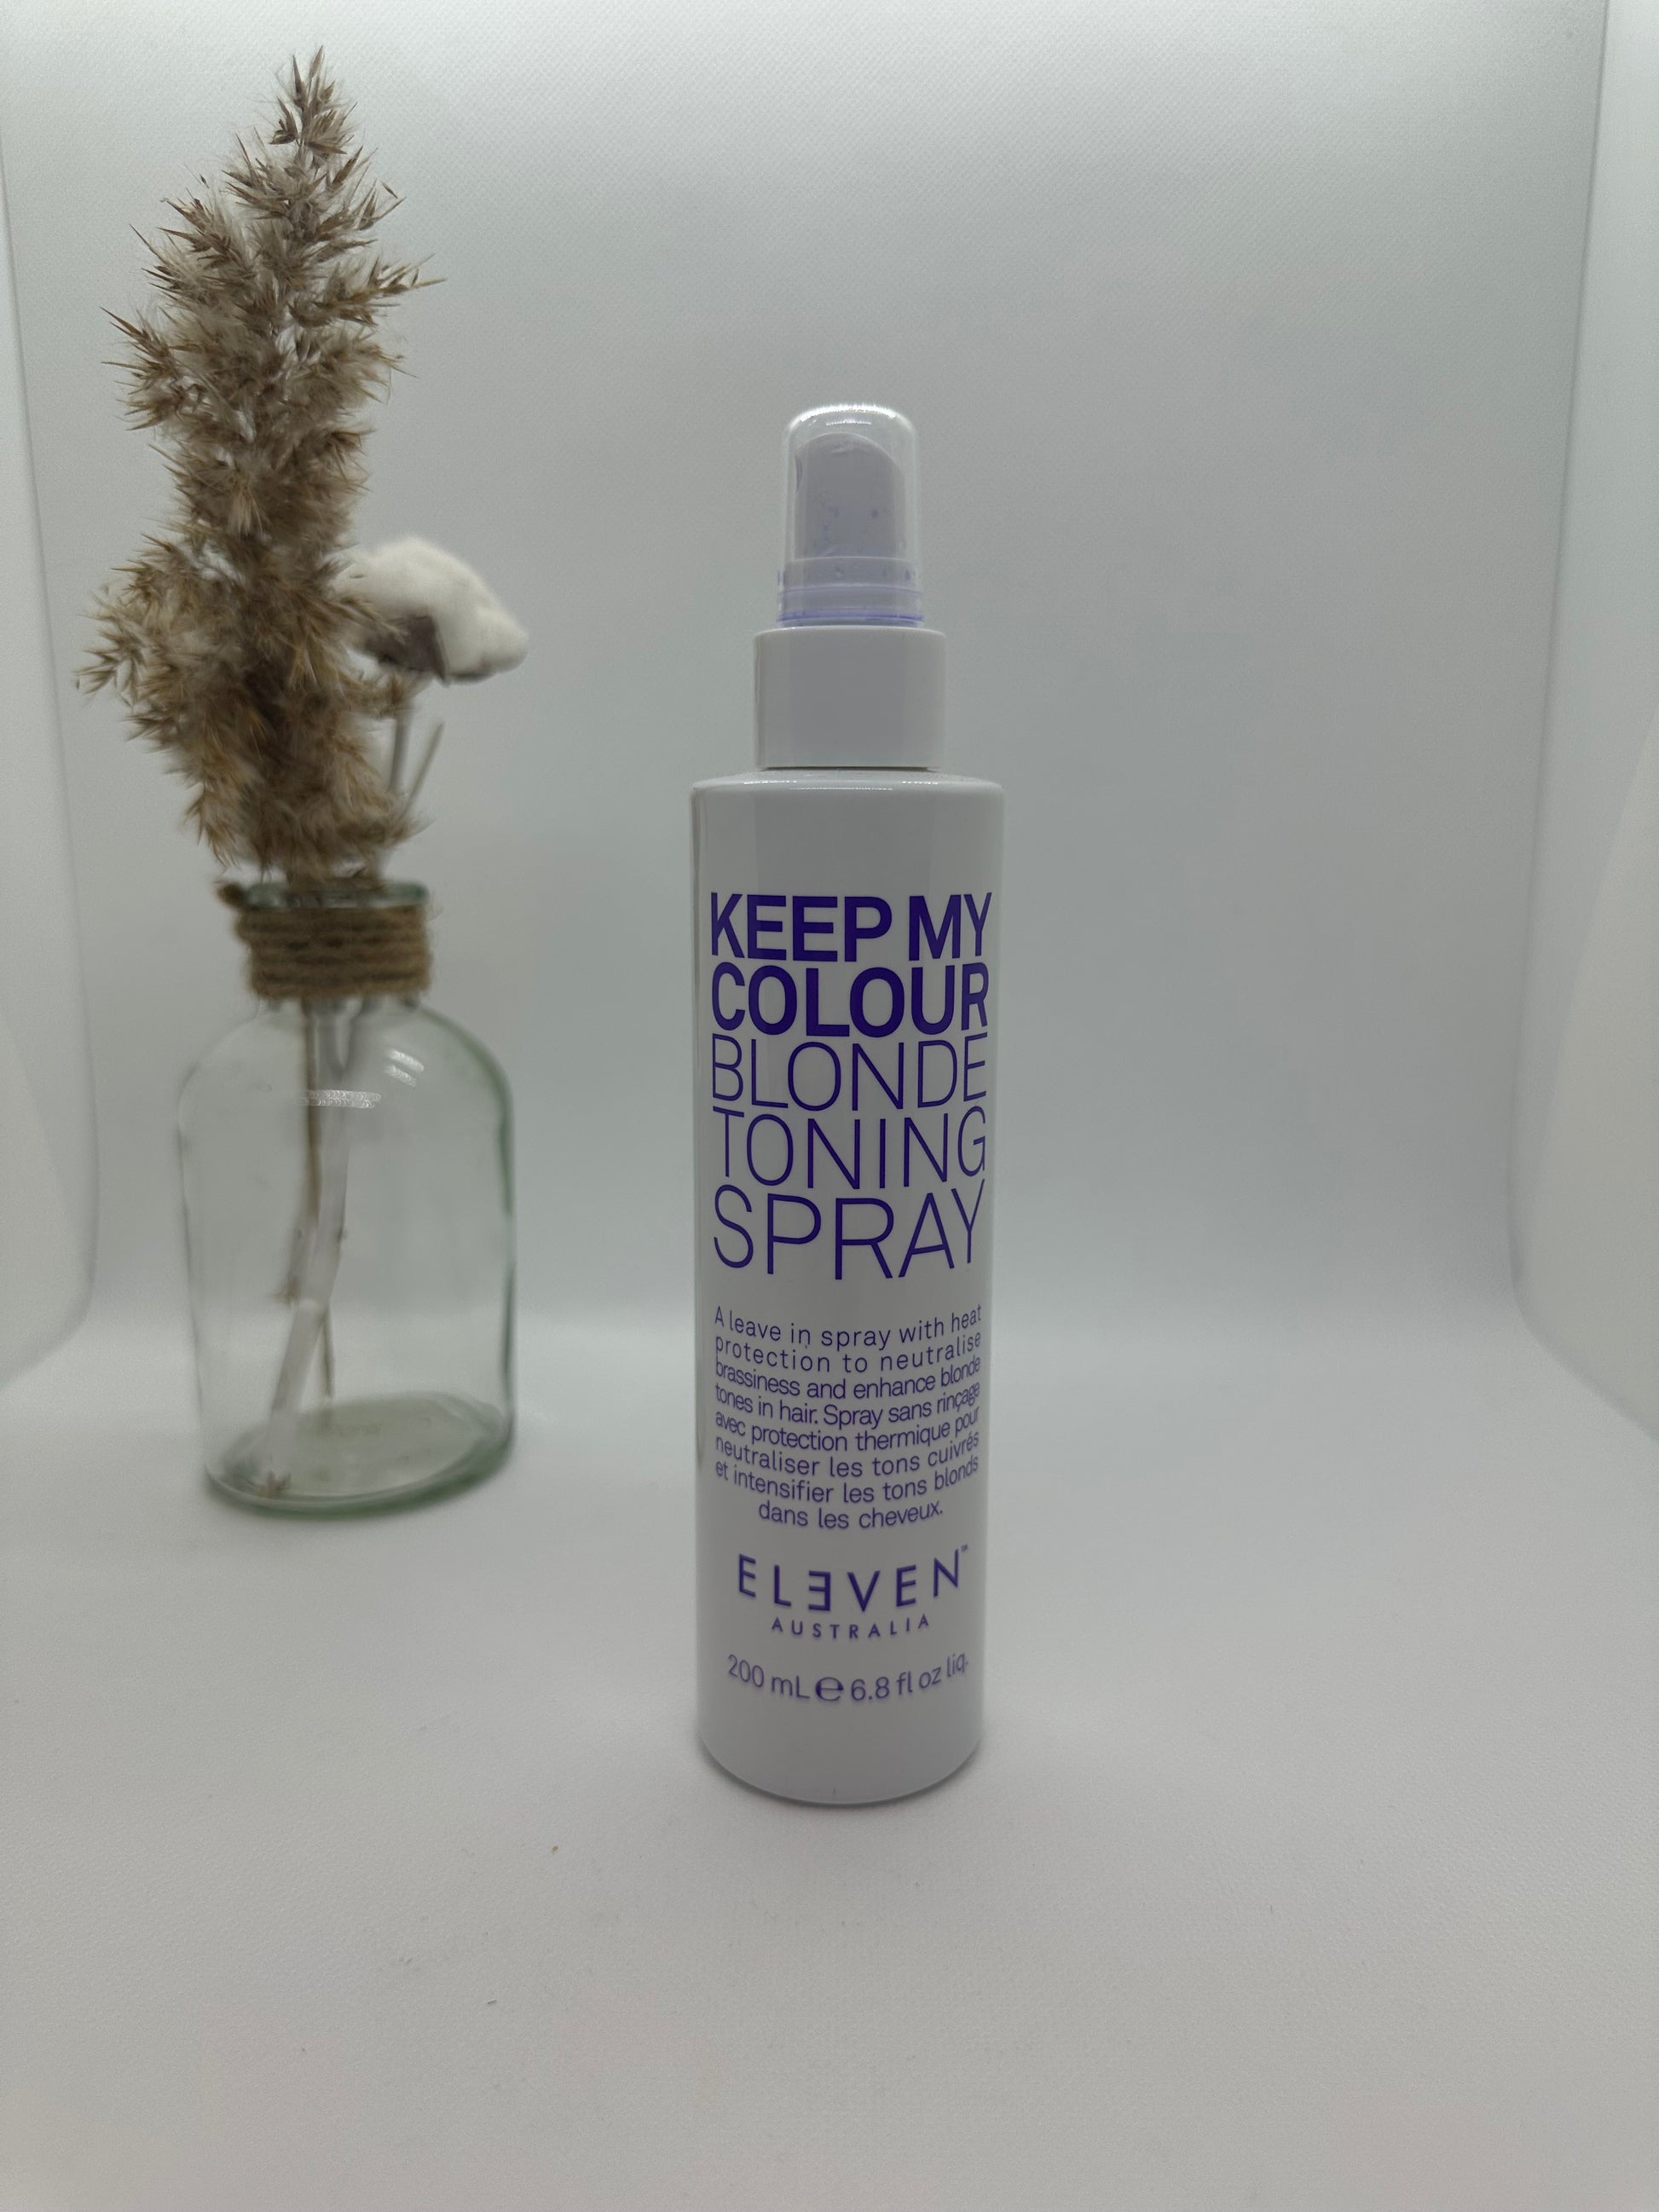 KEEP MY
COLOUR
BLONDE
TONING
SPRAY
A leave in spray with heat
protection to neutralise
brassiness and enhance blonde
tones in hair. Spray sans rinçage
avec protection thermique pour
neutraliser les tons cuivrés
et intensifier les tons blonds
dans les cheveux.
ELEVEN™
AUSTRALIA
200 mL ℮ 6.8 fl oz liq.